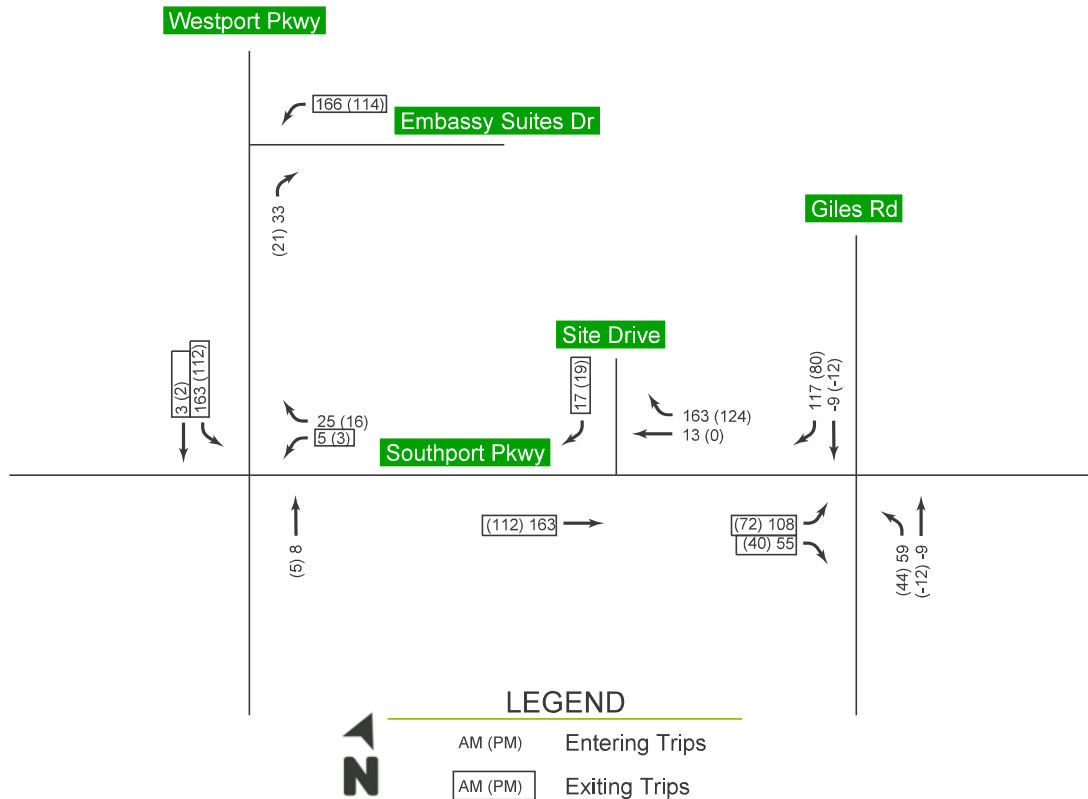 Westport Pkwy
166 (114)
Embassy Suites Dr
(21) 33
Giles Rd
Site Drive
3 (2)
163 (112)
17 (19)
117 (80)
-9 (-12)
25 (16)
5 (3)
163 (124)
13 (0)
Southport Pkwy
(112) 163
(72) 108
(40) 55
(5) 8
(44) 59
(-12) -9
LEGEND
AM (PM) Entering Trips
AM (PM) Exiting Trips
N